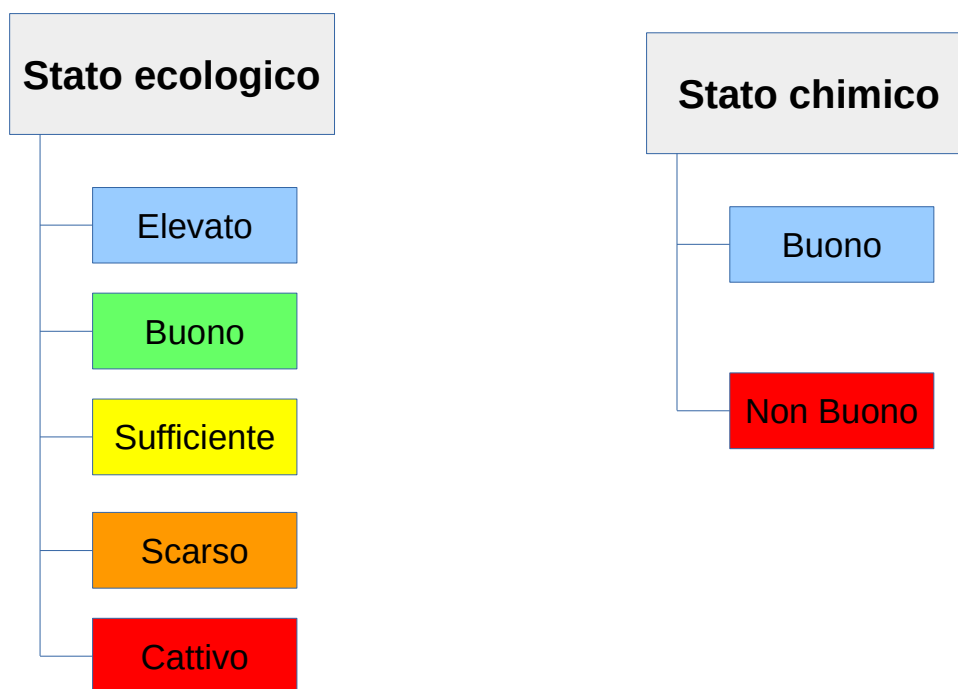 Stato ecologico
Elevato
Buono
Sufficiente
Scarso
Cattivo
Stato chimico
Buono
Non Buono